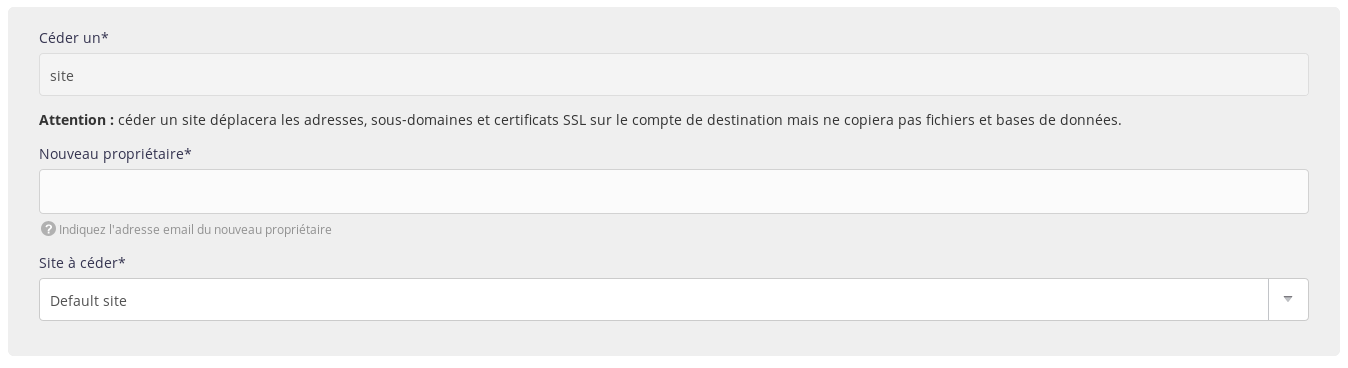 Céder un*
site
Attention : céder un site déplacera les adresses, sous-domaines et certificats SSL sur le compte de destination mais ne copiera pas fichiers et bases de données.
Nouveau propriétaire*
? Indiquez l'adresse email du nouveau propriétaire
Site à céder*
Default site